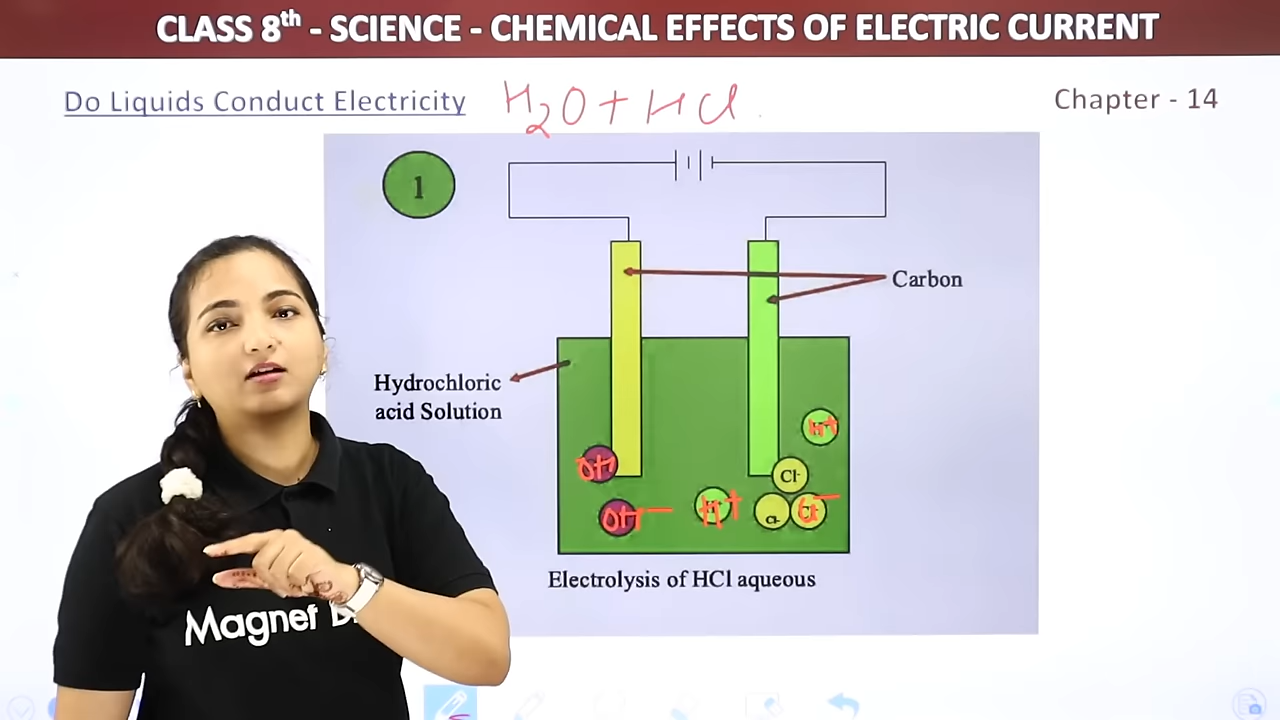 CLASS 8th - SCIENCE - CHEMICAL EFFECTS OF ELECTRIC CURRENT
Do Liquids Conduct Electricity
H2O + HCl
Chapter - 14
1
Carbon
Hydrochloric
acid Solution
H+
OH
Cl-
OH-
H+
Cl-
Cl-
Electrolysis of HCl aqueous
Magnet